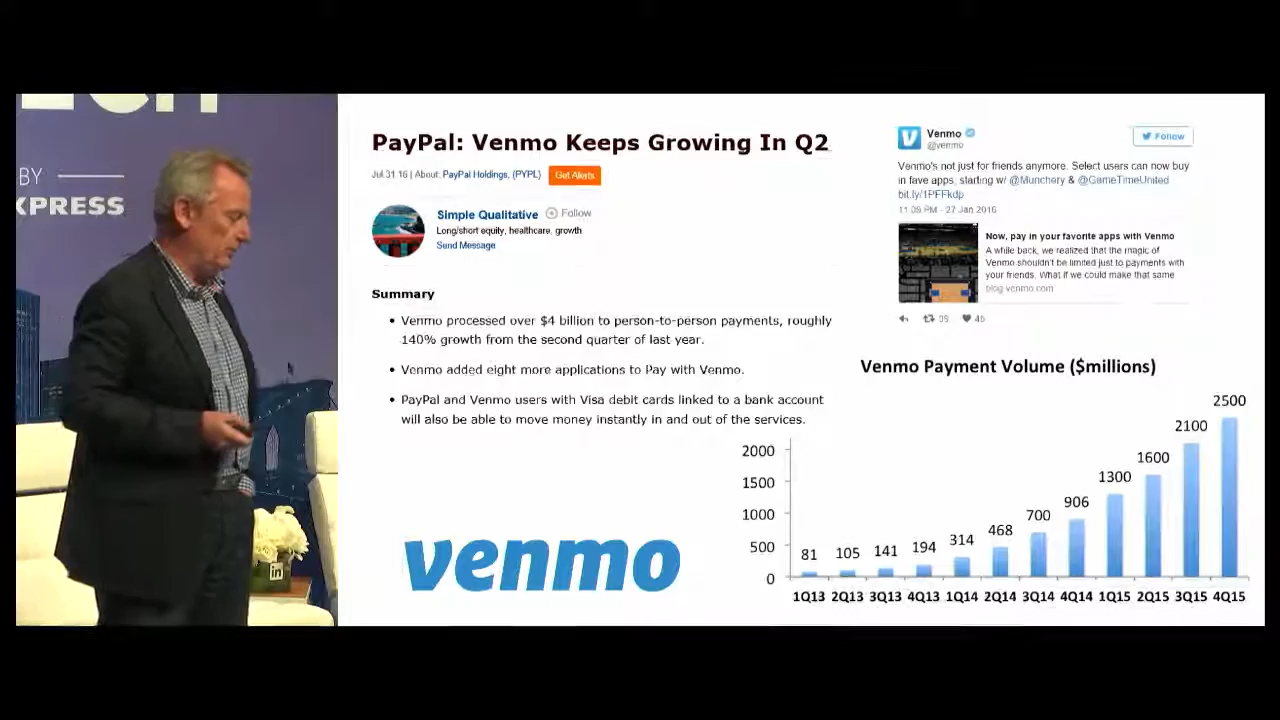 BY
XPRESS
in
PayPal: Venmo Keeps Growing In Q2
Jul.31.16 | About: PayPal Holdings, (PYPL) Get Alerts
Simple Qualitative Follow
Long/short equity, healthcare, growth
Send Message
Summary
• Venmo processed over $4 billion to person-to-person payments, roughly
140% growth from the second quarter of last year.
• Venmo added eight more applications to Pay with Venmo.
• PayPal and Venmo users with Visa debit cards linked to a bank account
will also be able to move money instantly in and out of the services.
venmo
Venmo
@venmo
Follow
Venmo's not just for friends anymore. Select users can now buy
in fave apps, starting w/ @Munchery & @GameTimeUnited
bit.ly/1PFFkdp
11:09 PM - 27 Jan 2016
Now, pay in your favorite apps with Venmo
A while back, we realized that the magic of
Venmo shouldn't be limited just to payments with
your friends. What if we could make that same
blog.venmo.com
Venmo Payment Volume ($millions)
2000
1500
1000
500
0
81 105 141 194 314 468 700 906 1300 1600 2100 2500
1Q13 2Q13 3Q13 4Q13 1Q14 2Q14 3Q14 4Q14 1Q15 2Q15 3Q15 4Q15